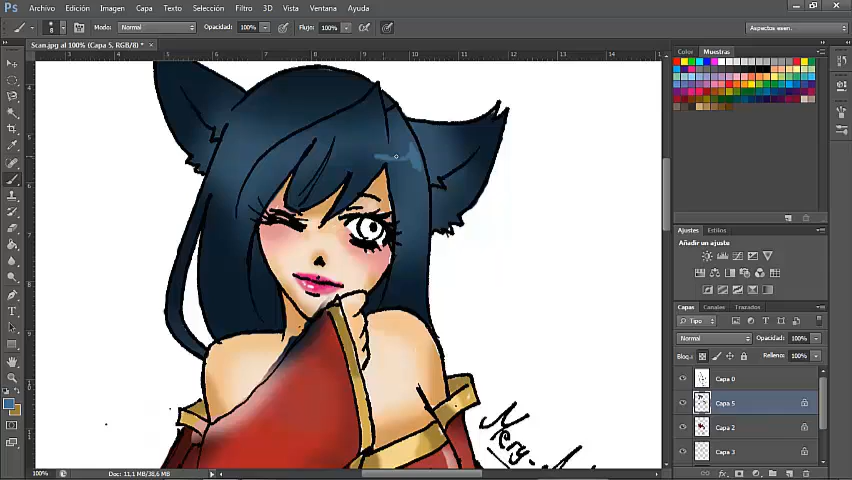 Ps Archivo Edición Imagen Capa Texto Selección Filtro 3D Vista Ventana Ayuda
8 Modo: Normal Opacidad: 100% Flujo: 100% Aspectos esen.
Scan.jpg al 100% (Capa 5, RGB/8) * ×
Color Muestras
Ajustes Estilos
Añadir un ajuste
Capas Canales Trazados
Tipo
Normal Opacidad: 100%
Bloq.: Relleno: 100%
Capa 0
Capa 5
Capa 2
Capa 3
Nery-
100% Doc: 11,1 MB/38,6 MB